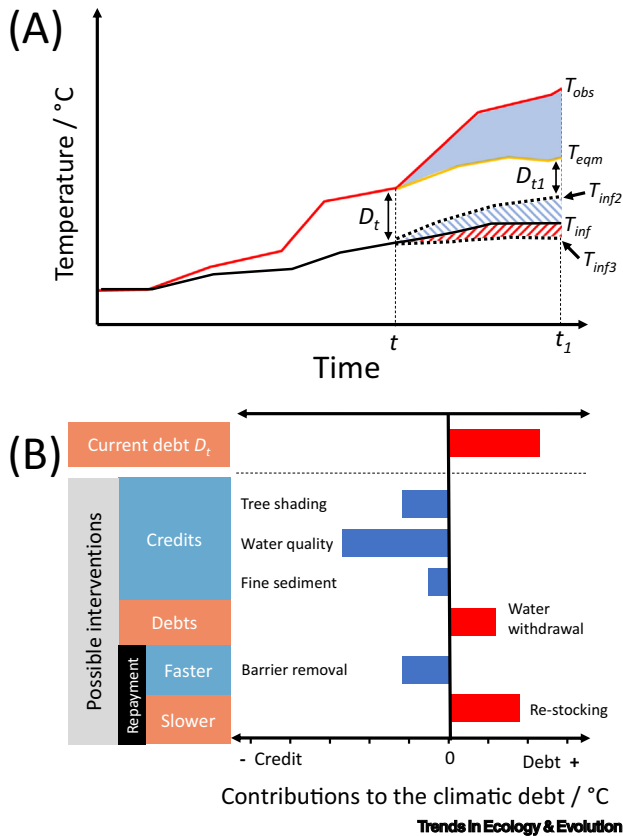 (A)
Temperature / °C
T_obs
T_eqm
D_t1
T_inf2
D_t
T_inf
T_inf3
t
t_1
Time
(B)
Current debt D_t
Possible interventions
Credits
Tree shading
Water quality
Fine sediment
Debts
Water
withdrawal
Repayment
Faster
Barrier removal
Slower
Re-stocking
- Credit
0
Debt +
Contributions to the climatic debt / °C
Trends in Ecology & Evolution